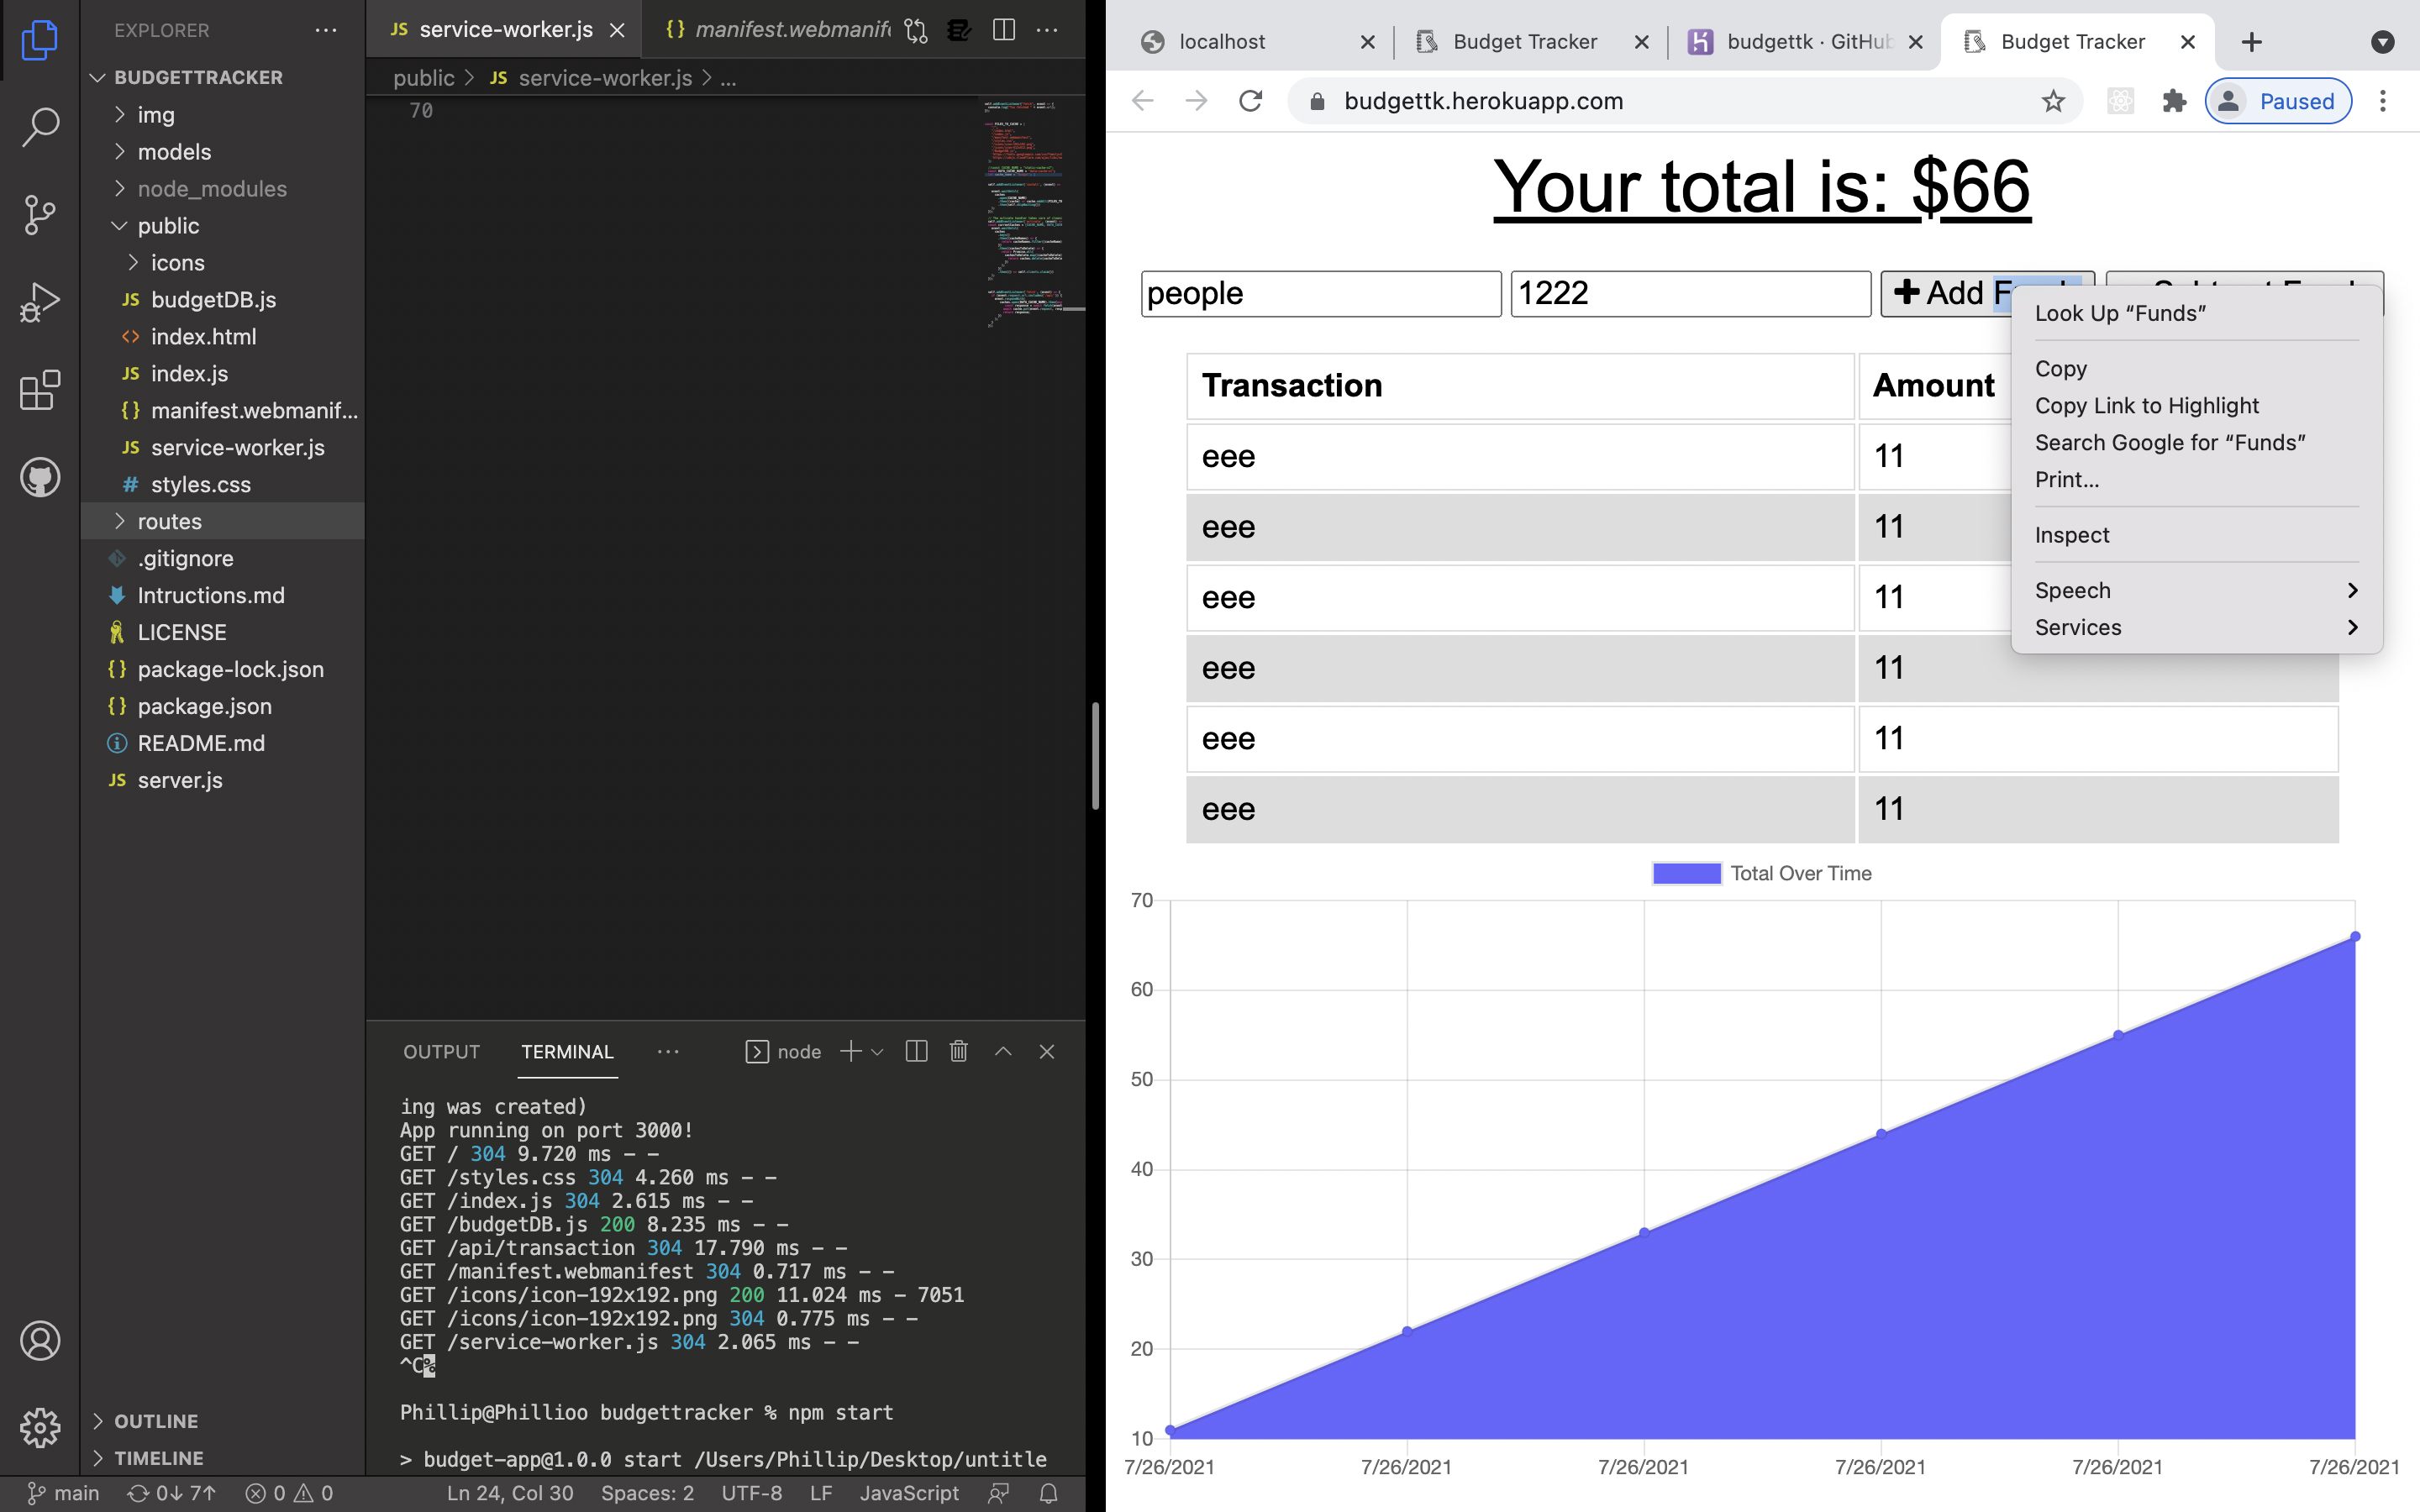 EXPLORER
BUDGETTRACKER
img
models
node_modules
public
icons
JS budgetDB.js
<> index.html
JS index.js
{} manifest.webmanif...
JS service-worker.js
# styles.css
routes
.gitignore
Intructions.md
LICENSE
{} package-lock.json
{} package.json
README.md
JS server.js
OUTLINE
TIMELINE
main 0↓ 7↑ 0 0
JS service-worker.js
{} manifest.webmanife
public > JS service-worker.js > ...
70
OUTPUT TERMINAL ... node
ing was created)
App running on port 3000!
GET / 304 9.720 ms - -
GET /styles.css 304 4.260 ms - -
GET /index.js 304 2.615 ms - -
GET /budgetDB.js 200 8.235 ms - -
GET /api/transaction 304 17.790 ms - -
GET /manifest.webmanifest 304 0.717 ms - -
GET /icons/icon-192x192.png 200 11.024 ms - 7051
GET /icons/icon-192x192.png 304 0.775 ms - -
GET /service-worker.js 304 2.065 ms - -
^C%
Phillip@Phillioo budgettracker % npm start
> budget-app@1.0.0 start /Users/Phillip/Desktop/untitle
Ln 24, Col 30 Spaces: 2 UTF-8 LF JavaScript
localhost
Budget Tracker
budgettk · GitHub
Budget Tracker
budgettk.herokuapp.com
Paused
Your total is: $66
people 1222 Add
Look Up “Funds”
Copy
Copy Link to Highlight
Search Google for “Funds”
Print...
Inspect
Speech
Services
Transaction Amount
eee 11
eee 11
eee 11
eee 11
eee 11
eee 11
Total Over Time
70
60
50
40
30
20
10
7/26/2021 7/26/2021 7/26/2021 7/26/2021 7/26/2021 7/26/2021